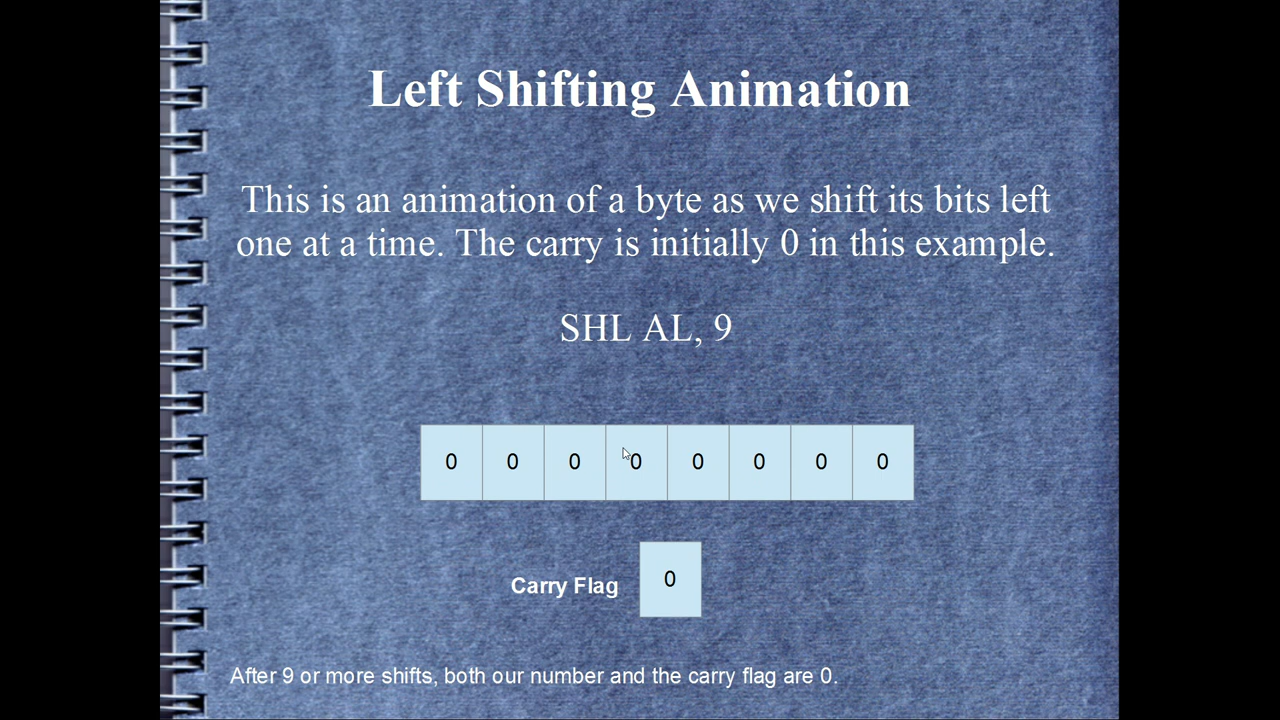 Left Shifting Animation
This is an animation of a byte as we shift its bits left
one at a time. The carry is initially 0 in this example.
SHL AL, 9
0 0 0 0 0 0 0 0
Carry Flag 0
After 9 or more shifts, both our number and the carry flag are 0.